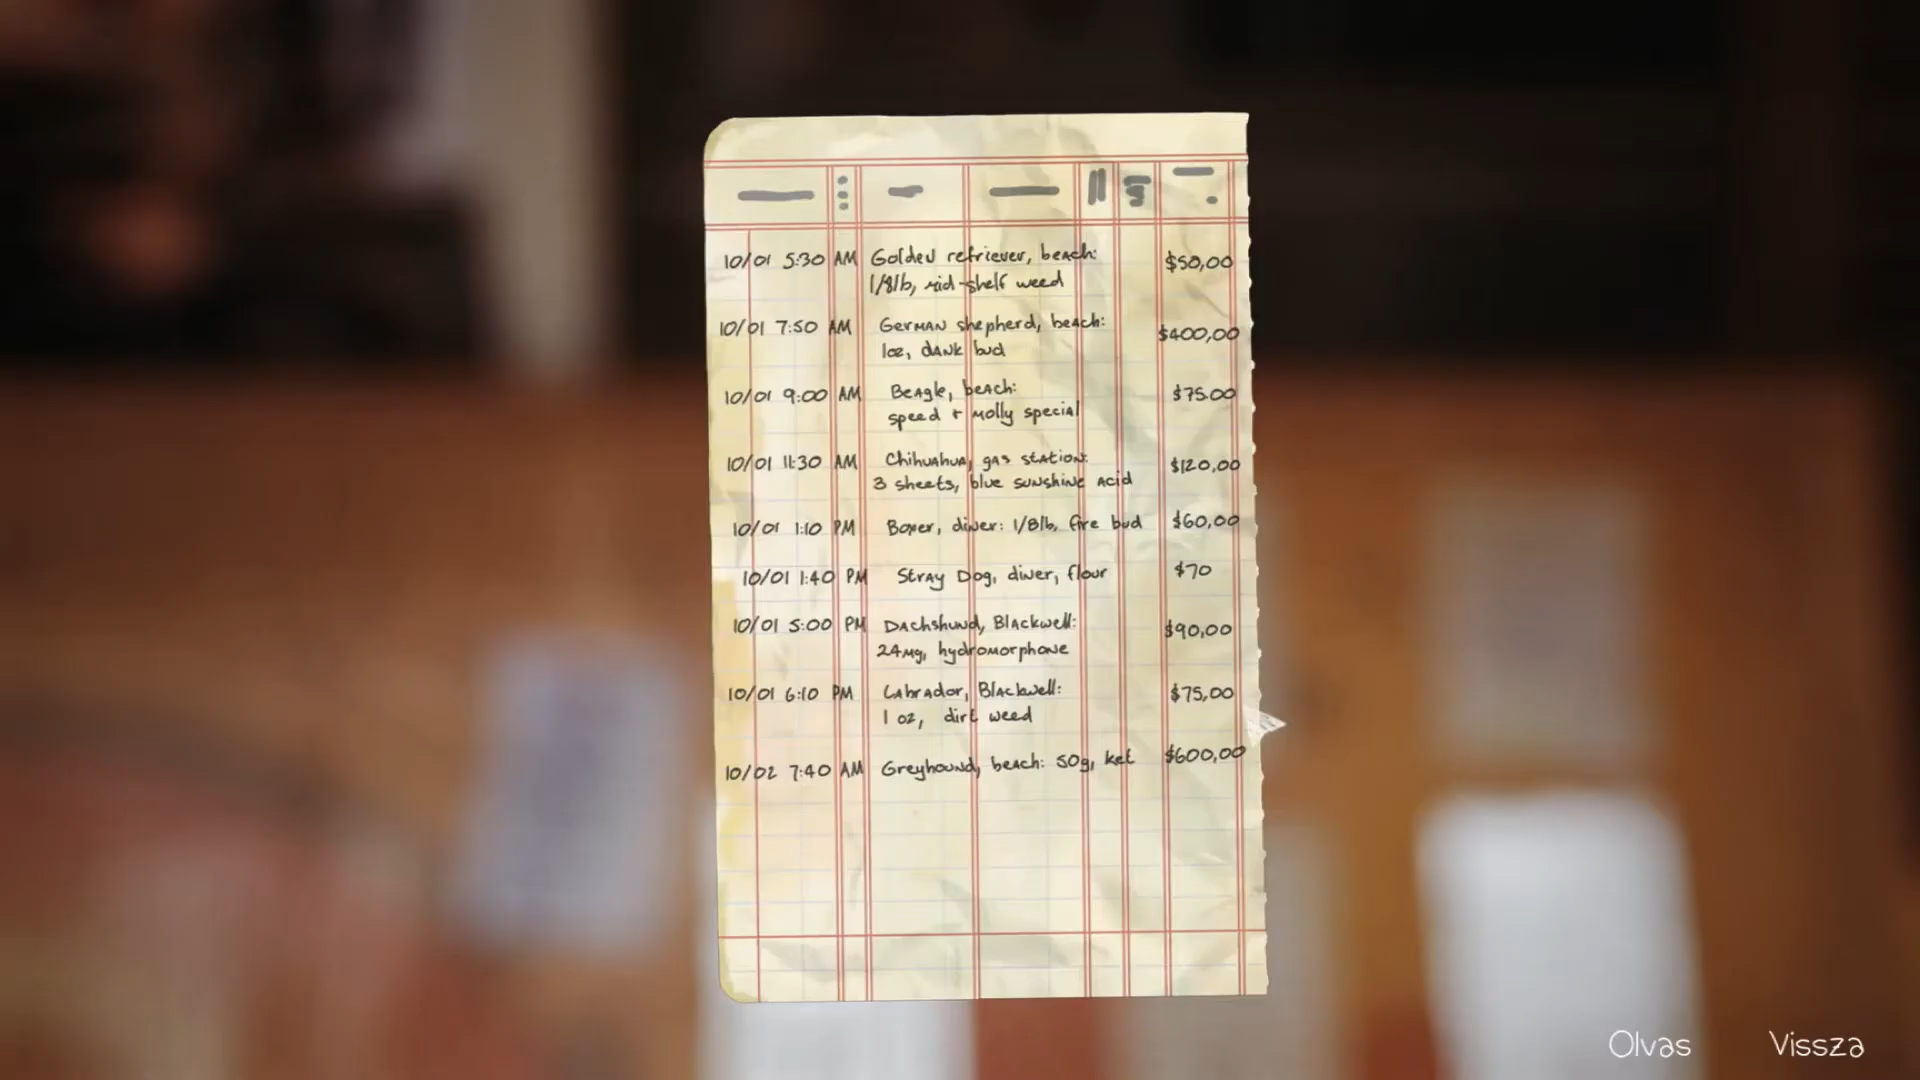 10/01 5:30 AM Golden retriever, beach: $50,00
1/8lb, mid-shelf weed
10/01 7:50 AM German shepherd, beach: $400,00
1oz, dank bud
10/01 9:00 AM Beagle, beach: $75.00
speed + molly special
10/01 11:30 AM Chihuahua, gas station: $120,00
3 sheets, blue sunshine acid
10/01 1:10 PM Boxer, diner: 1/8lb, fire bud $60,00
10/01 1:40 PM Stray Dog, diner, flour $70
10/01 5:00 PM Dachshund, Blackwell: $90,00
24mg, hydromorphone
10/01 6:10 PM Labrador, Blackwell: $75,00
1 oz, dirt weed
10/02 7:40 AM Greyhound, beach: 50g, ket $600,00
Olvas Vissza